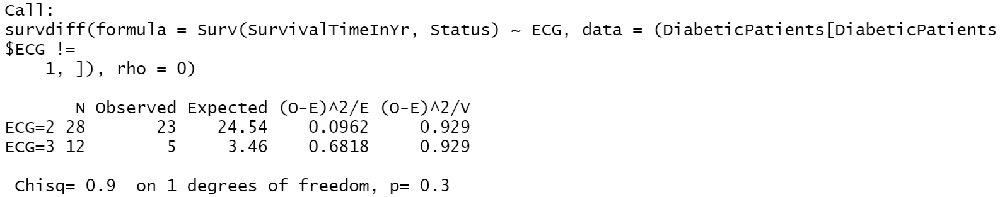 Call:
survdiff(formula = Surv(SurvivalTimeInYr, Status) ~ ECG, data = (DiabeticPatients[DiabeticPatients
$ECG !=
    1, ]), rho = 0)

       N Observed Expected (O-E)^2/E (O-E)^2/V
ECG=2 28       23    24.54    0.0962     0.929
ECG=3 12        5     3.46    0.6818     0.929

 Chisq= 0.9  on 1 degrees of freedom, p= 0.3